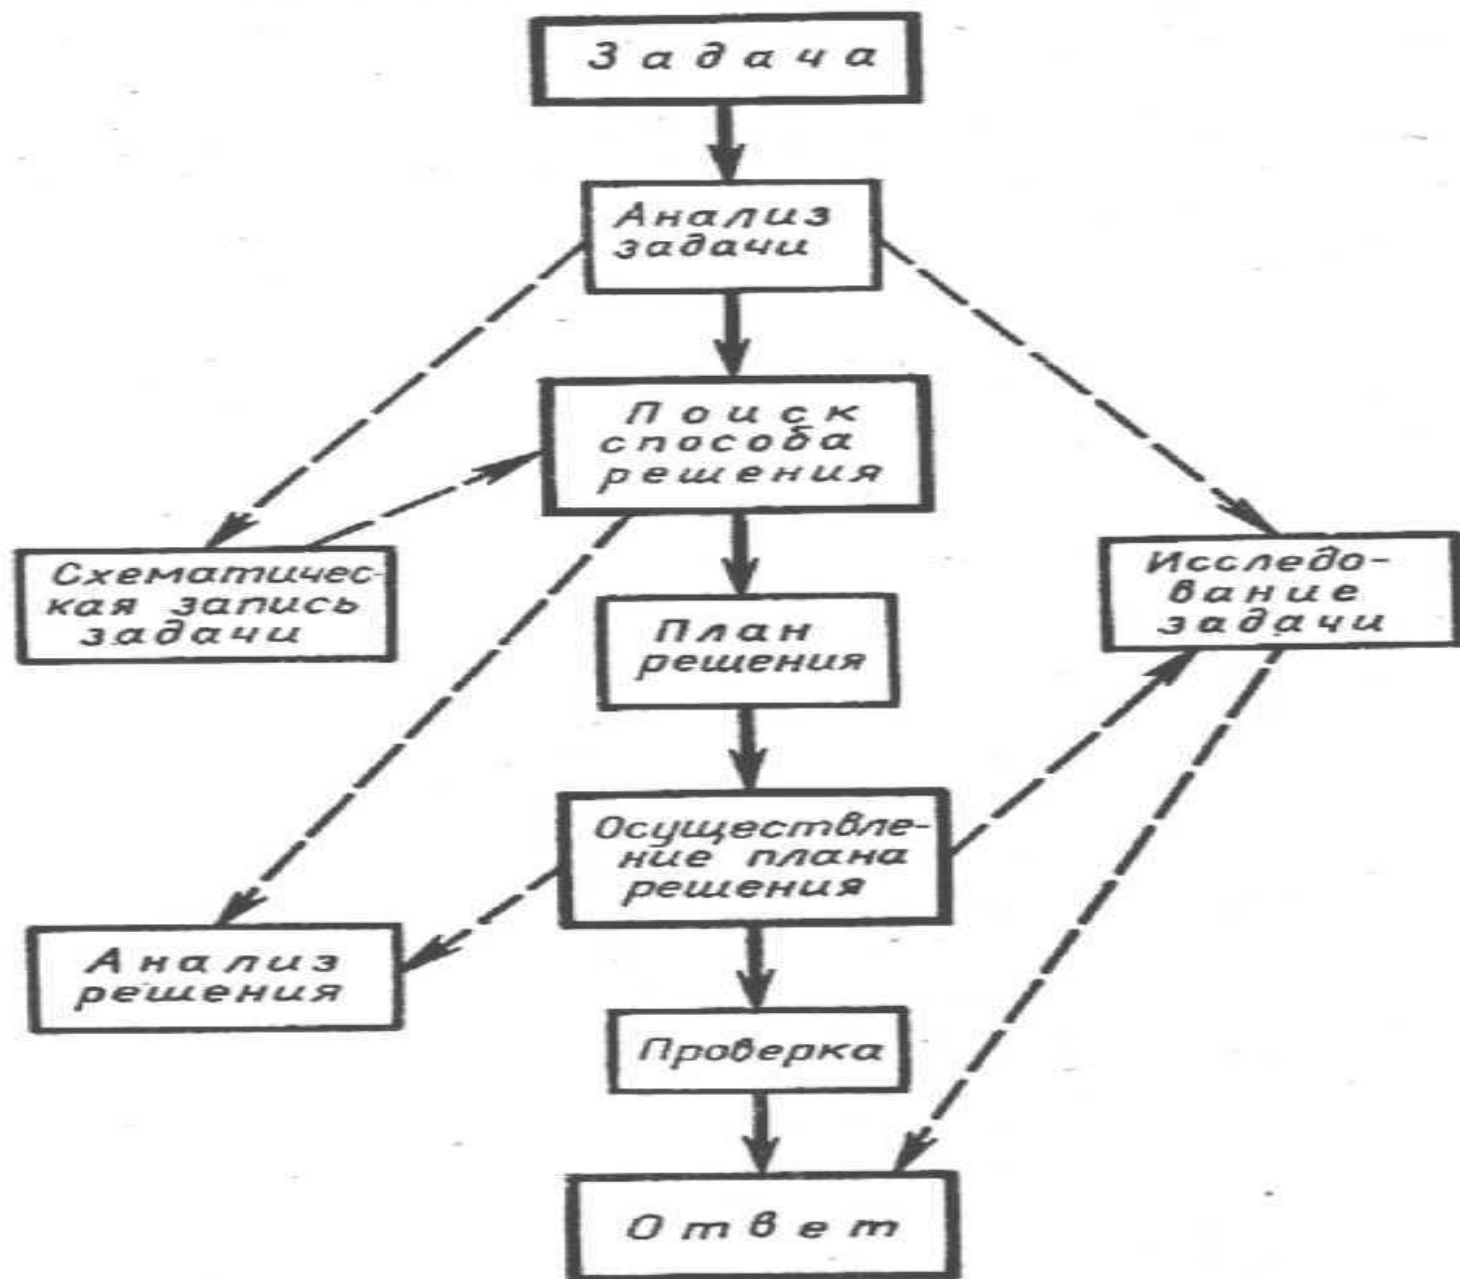 Задача
Анализ
задачи
Поиск
способа
решения
Схематичес-
кая запись
задачи
Исследо-
вание
задачи
План
решения
Осуществле-
ние плана
решения
Анализ
решения
Проверка
Ответ